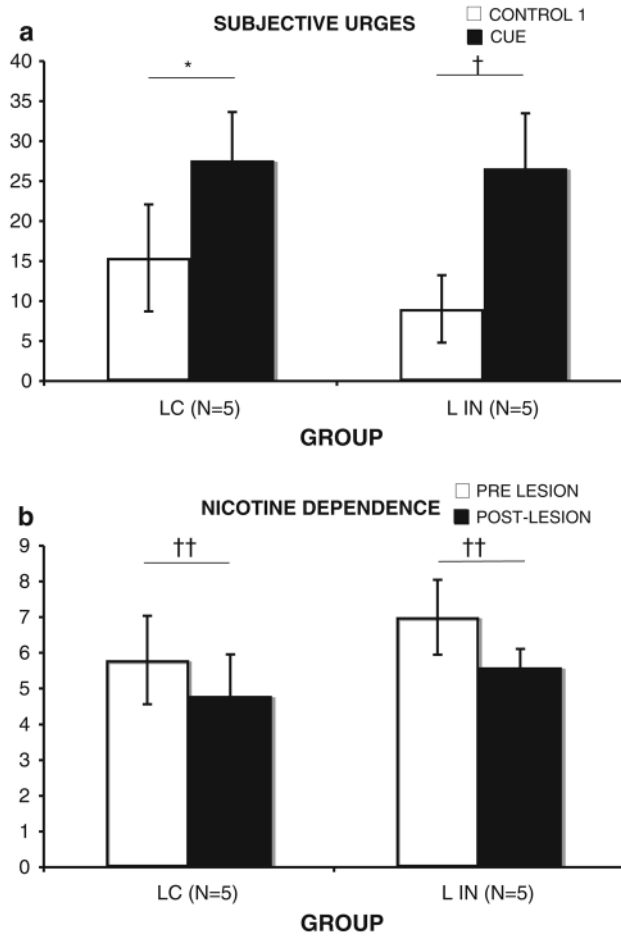 SUBJECTIVE URGES
a
CONTROL 1
CUE
40
35
30
25
20
15
10
5
0
*
†
LC (N=5)
L IN (N=5)
GROUP
b
NICOTINE DEPENDENCE
PRE LESION
POST-LESION
9
8
7
6
5
4
3
2
1
0
††
††
LC (N=5)
L IN (N=5)
GROUP